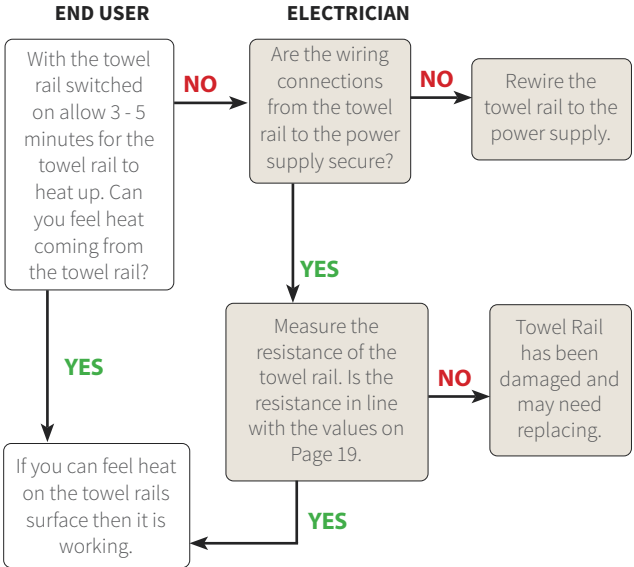 END USER
ELECTRICIAN
With the towel
rail switched
on allow 3 - 5
minutes for the
towel rail to
heat up. Can
you feel heat
coming from
the towel rail?
NO
Are the wiring
connections
from the towel
rail to the power
supply secure?
NO
Rewire the
towel rail to the
power supply.
YES
YES
Measure the
resistance of the
towel rail. Is the
resistance in line
with the values on
Page 19.
NO
Towel Rail
has been
damaged and
may need
replacing.
If you can feel heat
on the towel rails
surface then it is
working.
YES